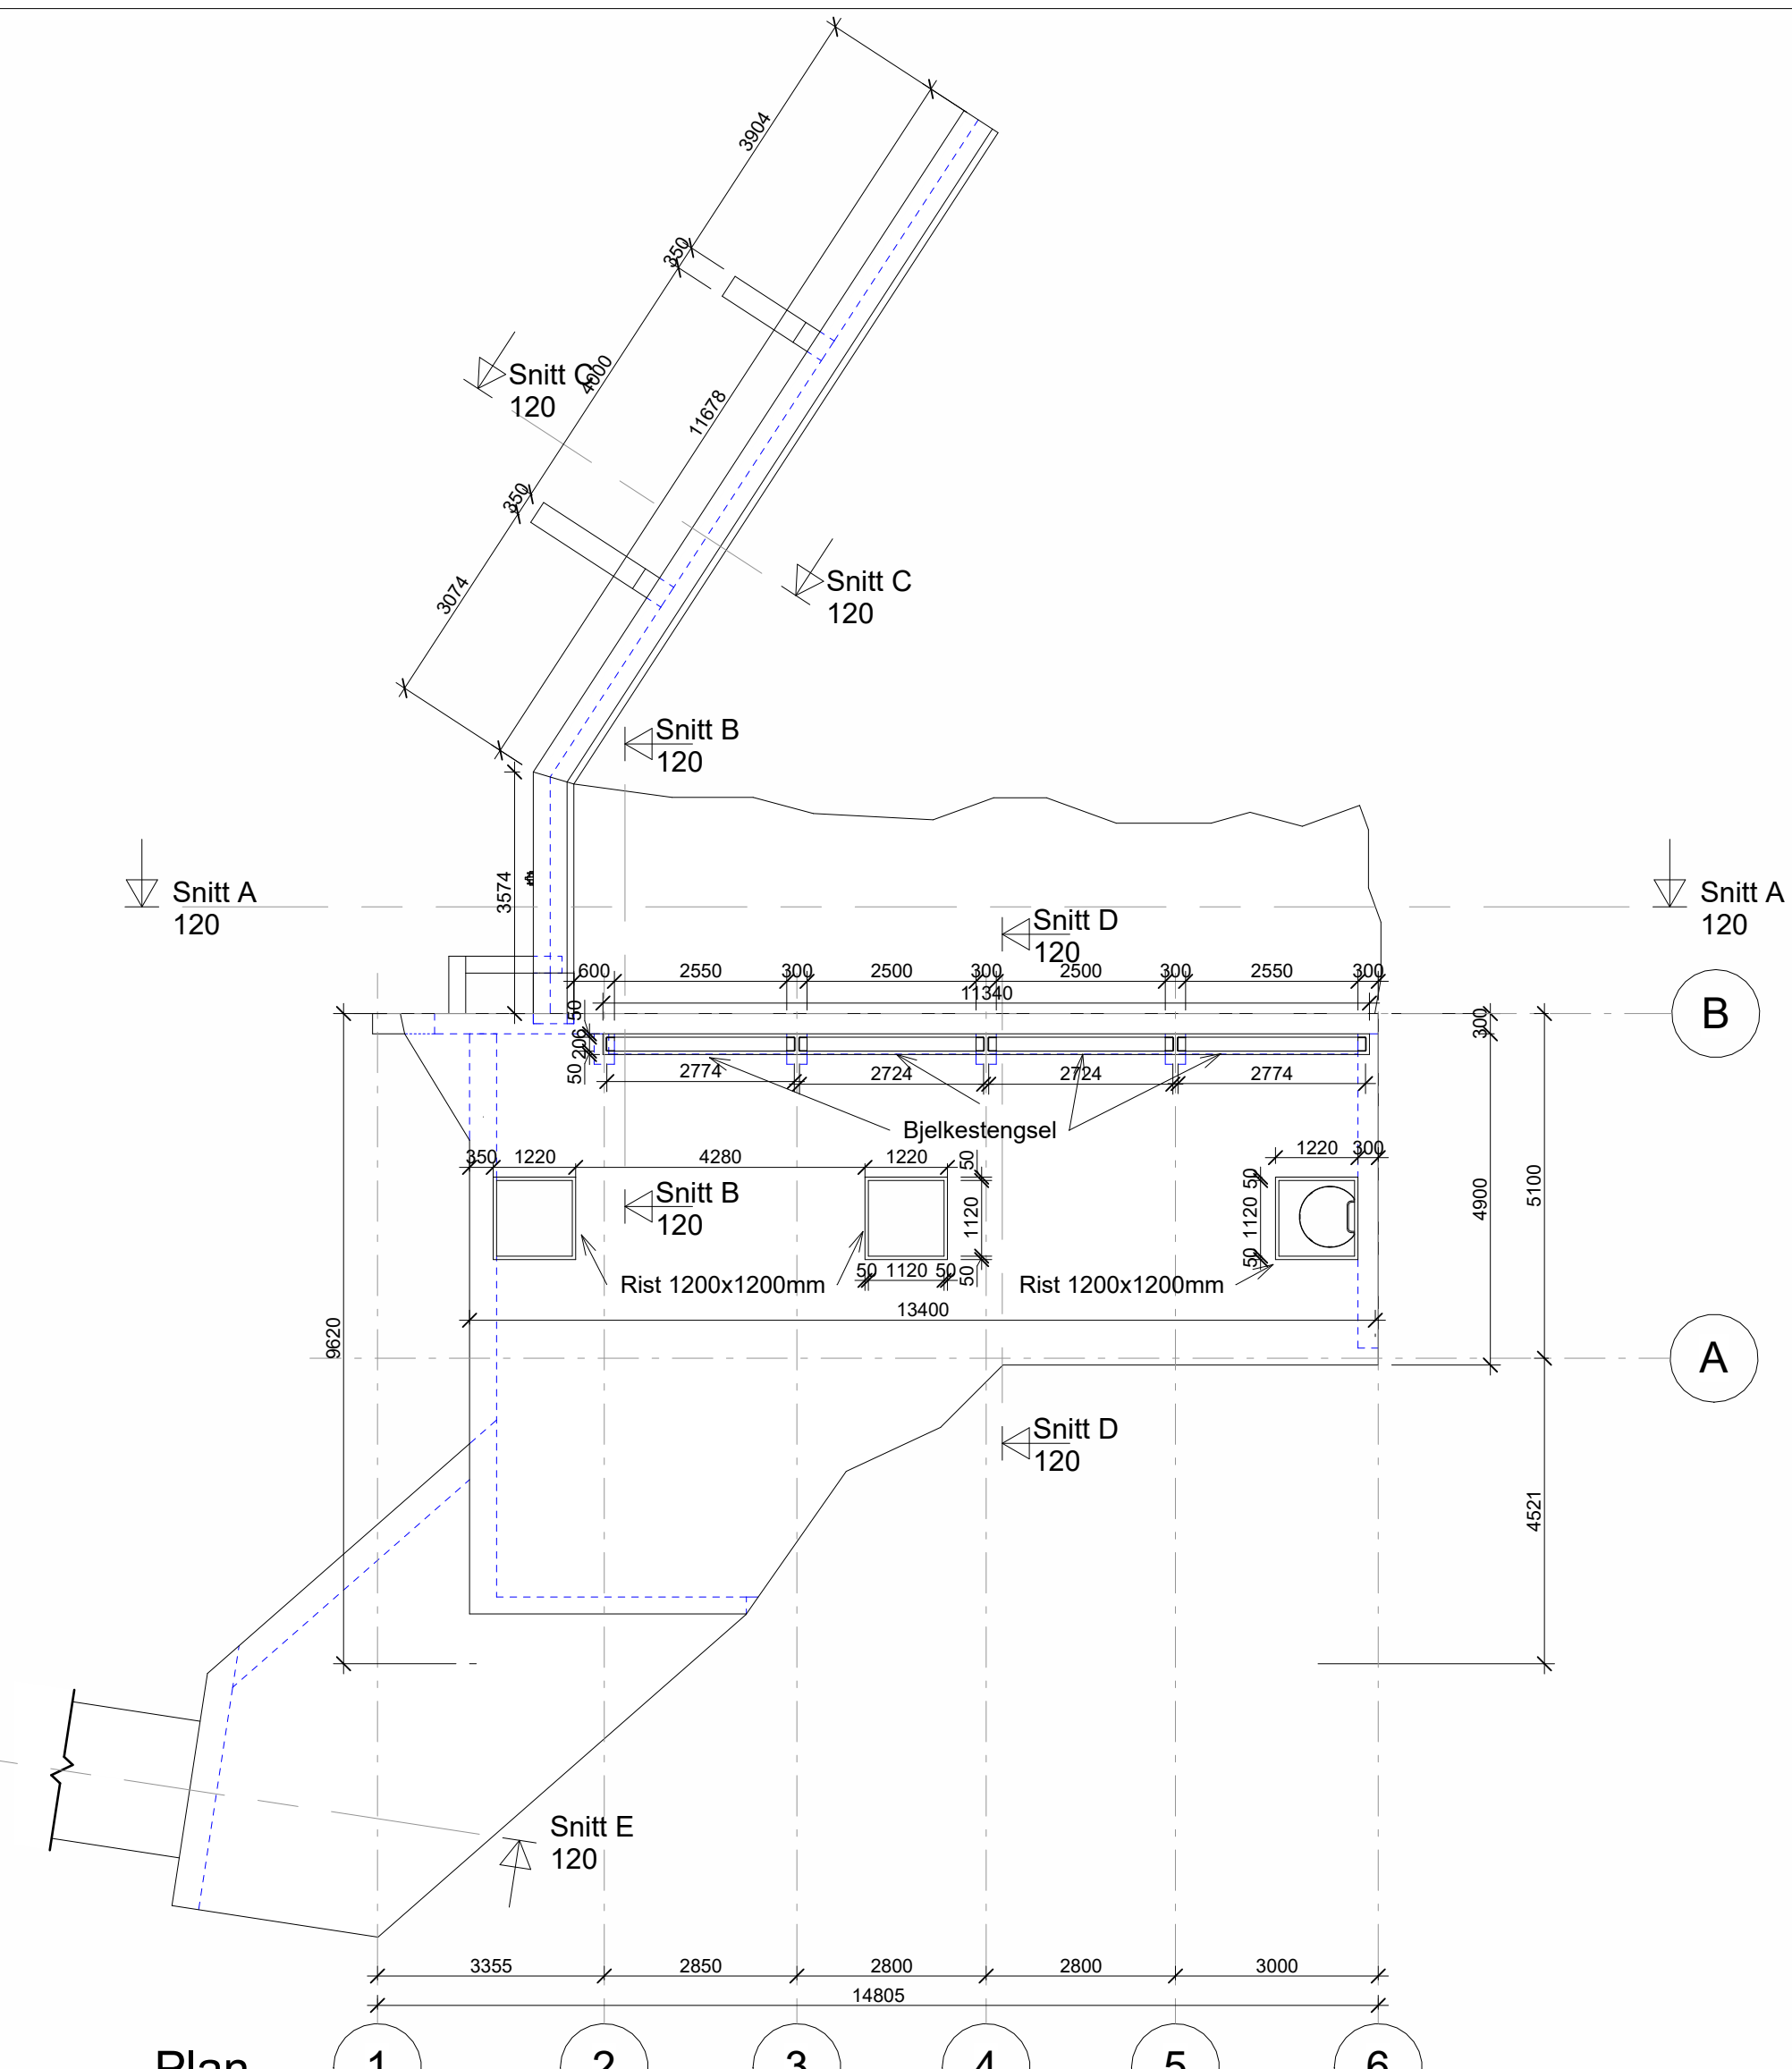 3904
350
Snitt C
120
4000
11678
350
Snitt C
120
3074
Snitt B
120
3574
Snitt A
120
Snitt A
120
Snitt D
120
600 2550 300 2500 300 2500 300 2550 300
11340
B
50
206
50
300
2774 2724 2724 2774
Bjelkestengsel
350 1220 4280 1220 50
1220 300
Snitt B
120
1120
50
50 1120 50
50
1120
50
4900
5100
Rist 1200x1200mm
Rist 1200x1200mm
13400
9620
A
Snitt D
120
4521
Snitt E
120
3355 2850 2800 2800 3000
14805
Plan 1 2 3 4 5 6